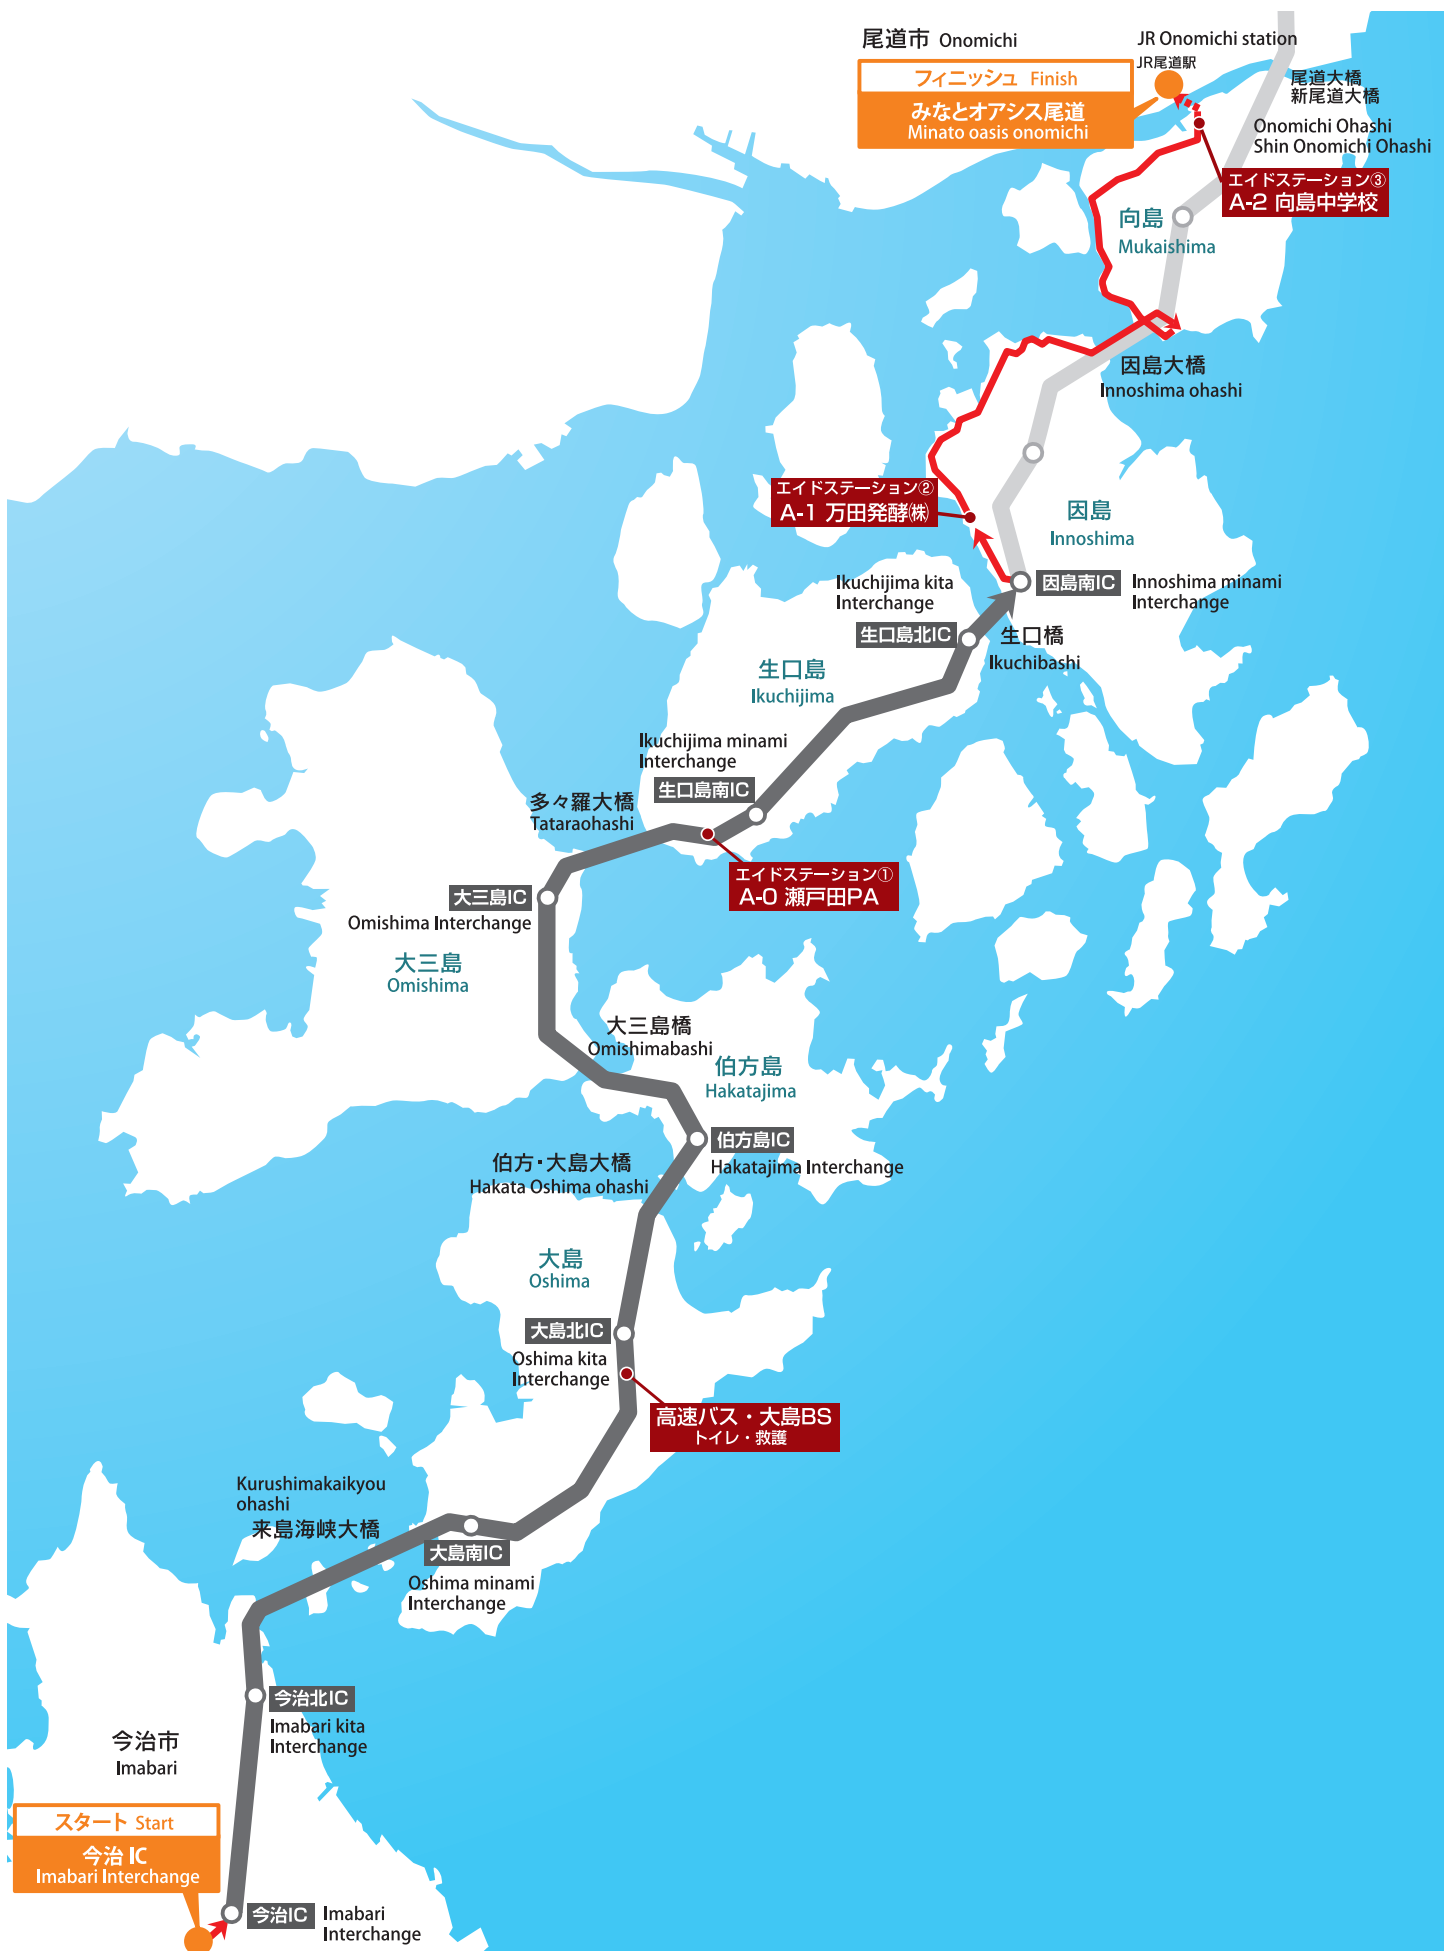 尾道市 Onomichi
JR Onomichi station
JR尾道駅
フィニッシュ Finish
みなとオアシス尾道
Minato oasis onomichi
尾道大橋
新尾道大橋
Onomichi Ohashi
Shin Onomichi Ohashi
エイドステーション③
A-2 向島中学校
向島
Mukaishima
因島大橋
Innoshima ohashi
エイドステーション②
A-1 万田発酵㈱
因島
Innoshima
Ikuchijima kita
Interchange
因島南IC
Innoshima minami
Interchange
生口島北IC
生口橋
Ikuchibashi
生口島
Ikuchijima
Ikuchijima minami
Interchange
生口島南IC
多々羅大橋
Tataraohashi
エイドステーション①
A-0 瀬戸田PA
大三島IC
Omishima Interchange
大三島
Omishima
大三島橋
Omishimabashi
伯方島
Hakatajima
伯方島IC
Hakatajima Interchange
伯方・大島大橋
Hakata Oshima ohashi
大島
Oshima
大島北IC
Oshima kita
Interchange
高速バス・大島BS
トイレ・救護
Kurushimakaikyou
ohashi
来島海峡大橋
大島南IC
Oshima minami
Interchange
今治北IC
Imabari kita
Interchange
今治市
Imabari
スタート Start
今治 IC
Imabari Interchange
今治IC
Imabari
Interchange